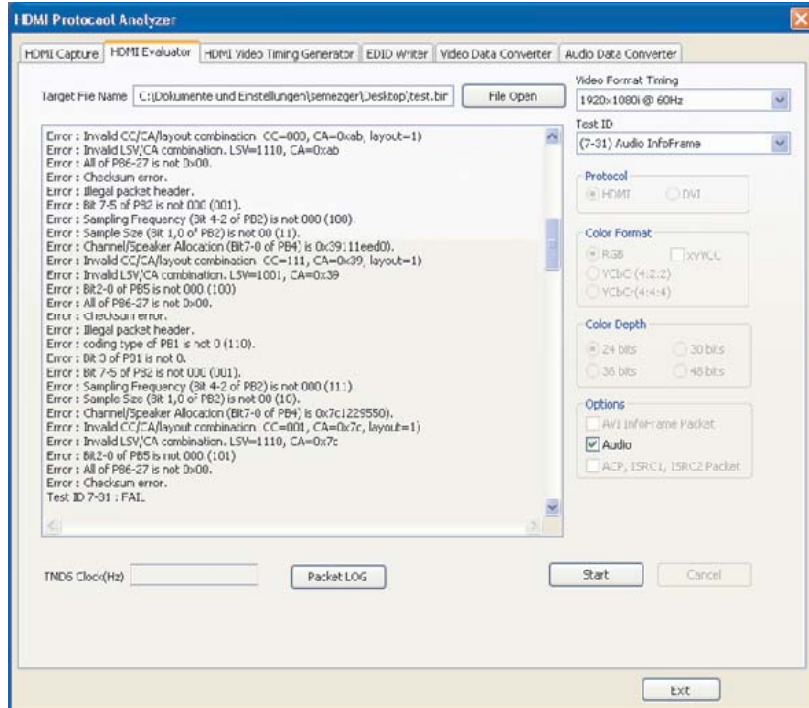 HDMI Protocaol Analyzer
HDMI Capture
HDMI Evaluator
HDMI Video Timing Generator
EDID Writer
Video Data Converter
Audio Data Converter
Target File Name
C:\Dokumente und Einstellungen\semezger\Desktop\test.bin
File Open
Video Format Timing
1920x1080i @ 60Hz
Test ID
(7-31) Audio InfoFrame
Error : Invalid CC/CA/layout combination. CC=000, CA=0xab, layout=1)
Error : Invalid LSV/CA combination. LSV=1110, CA=0xab
Error : All of PB6-27 is not 0x00.
Error : Checksum error.
Error : Illegal packet header.
Error : Bit 7-5 of PB2 is not 000 (001).
Error : Sampling Frequency (Bit 4-2 of PB2) is not 000 (100)
Error : Sample Size (Bit 1,0 of PB2) is not 00 (11).
Error : Channel/Speaker Allocation (Bit7-0 of PB4) is 0x39111eed0).
Error : Invalid CC/CA/layout combination. CC=111, CA=0x39, layout=1)
Error : Invalid LSV/CA combination. LSV=1001, CA=0x39
Error : Bit2-0 of PB5 is not 000 (100)
Error : All of PB6-27 is not 0x00.
Error : Checksum error.
Error : Illegal packet header.
Error : coding type of PB1 is not 0 (110).
Error : Bit 3 of PB1 is not 0.
Error : Bit 7-5 of PB2 is not 000 (001).
Error : Sampling Frequency (Bit 4-2 of PB2) is not 000 (111)
Error : Sample Size (Bit 1,0 of PB2) is not 00 (10).
Error : Channel/Speaker Allocation (Bit7-0 of PB4) is 0x7c1229550).
Error : Invalid CC/CA/layout combination. CC=001, CA=0x7c, layout=1)
Error : Invalid LSV/CA combination. LSV=1110, CA=0x7c
Error : Bit2-0 of PB5 is not 000 (101)
Error : All of PB6-27 is not 0x00.
Error : Checksum error.
Test ID 7-31 : FAIL
Protocol
HDMI
DVI
Color Format
RGB
xvYCC
YCbCr(4:2:2)
YCbCr(4:4:4)
Color Depth
24 bits
30 bits
36 bits
48 bits
Options
AVI InfoFrame Packet
Audio
ACP, ISRC1, ISRC2 Packet
TMDS Clock(Hz)
Packet LOG
Start
Cancel
Exit